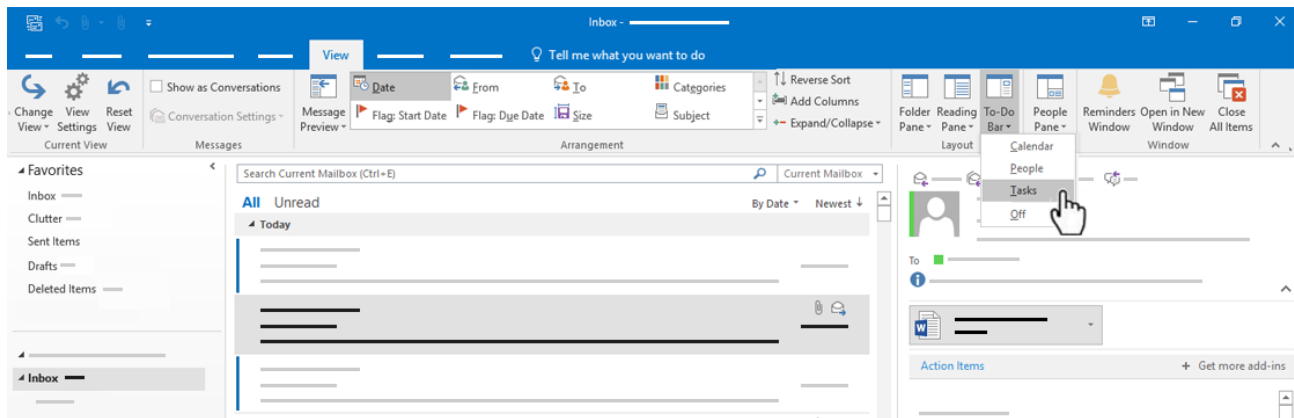 Inbox -
View Tell me what you want to do
Change View
View Settings
Reset View
Current View
Show as Conversations
Conversation Settings
Messages
Message Preview
Date From To Categories
Flag: Start Date Flag: Due Date Size Subject
Arrangement
Reverse Sort
Add Columns
Expand/Collapse
Folder Pane
Reading Pane
To-Do Bar
Layout
People Pane
Reminders Window
Open in New Window
Close All Items
Window
Calendar
People
Tasks
Off
Favorites
Inbox
Clutter
Sent Items
Drafts
Deleted Items
Inbox
Search Current Mailbox (Ctrl+E) Current Mailbox
All Unread By Date Newest ↓
Today
To
Action Items + Get more add-ins